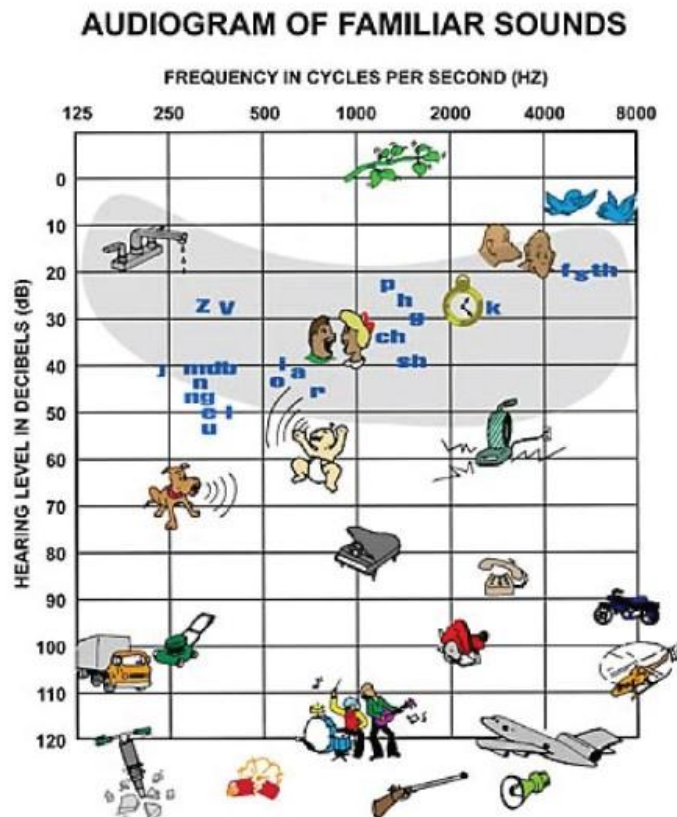 AUDIOGRAM OF FAMILIAR SOUNDS
FREQUENCY IN CYCLES PER SECOND (HZ)
125 250 500 1000 2000 4000 8000
HEARING LEVEL IN DECIBELS (dB)
0
10
20
30
40
50
60
70
80
90
100
110
120
f s th
p
h
z v
g
k
ch
sh
j mdb
n
ng
e l
u
i
a
o
r